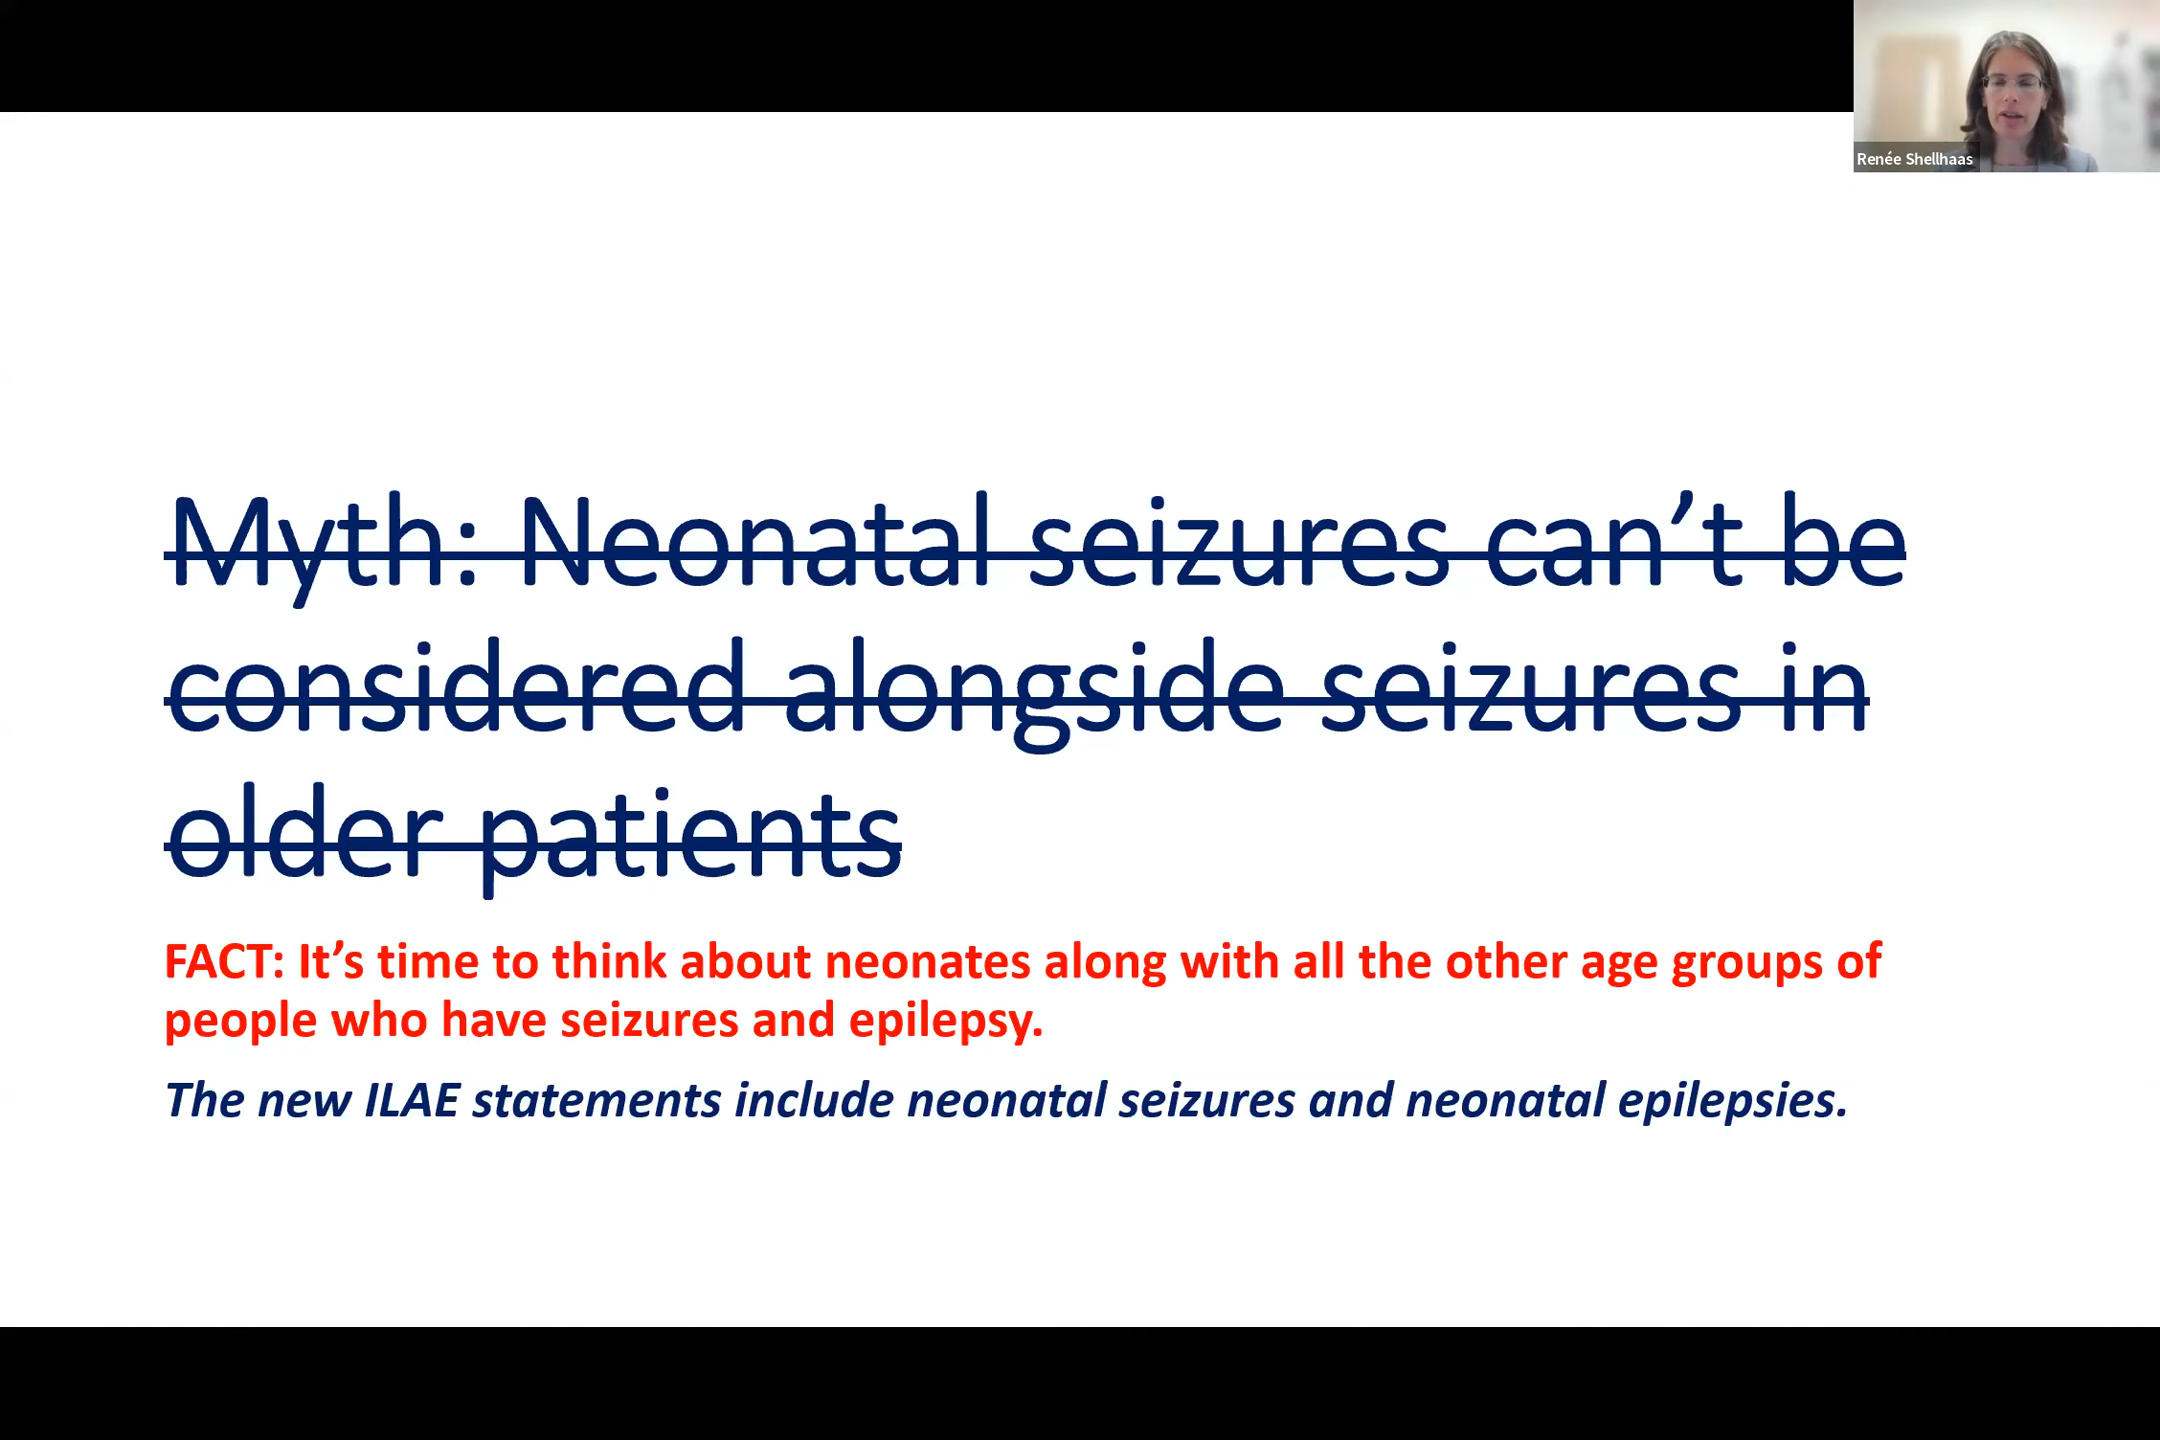 Renée Shellhaas
Myth: Neonatal seizures can’t be
considered alongside seizures in
older patients
FACT: It’s time to think about neonates along with all the other age groups of
people who have seizures and epilepsy.
The new ILAE statements include neonatal seizures and neonatal epilepsies.